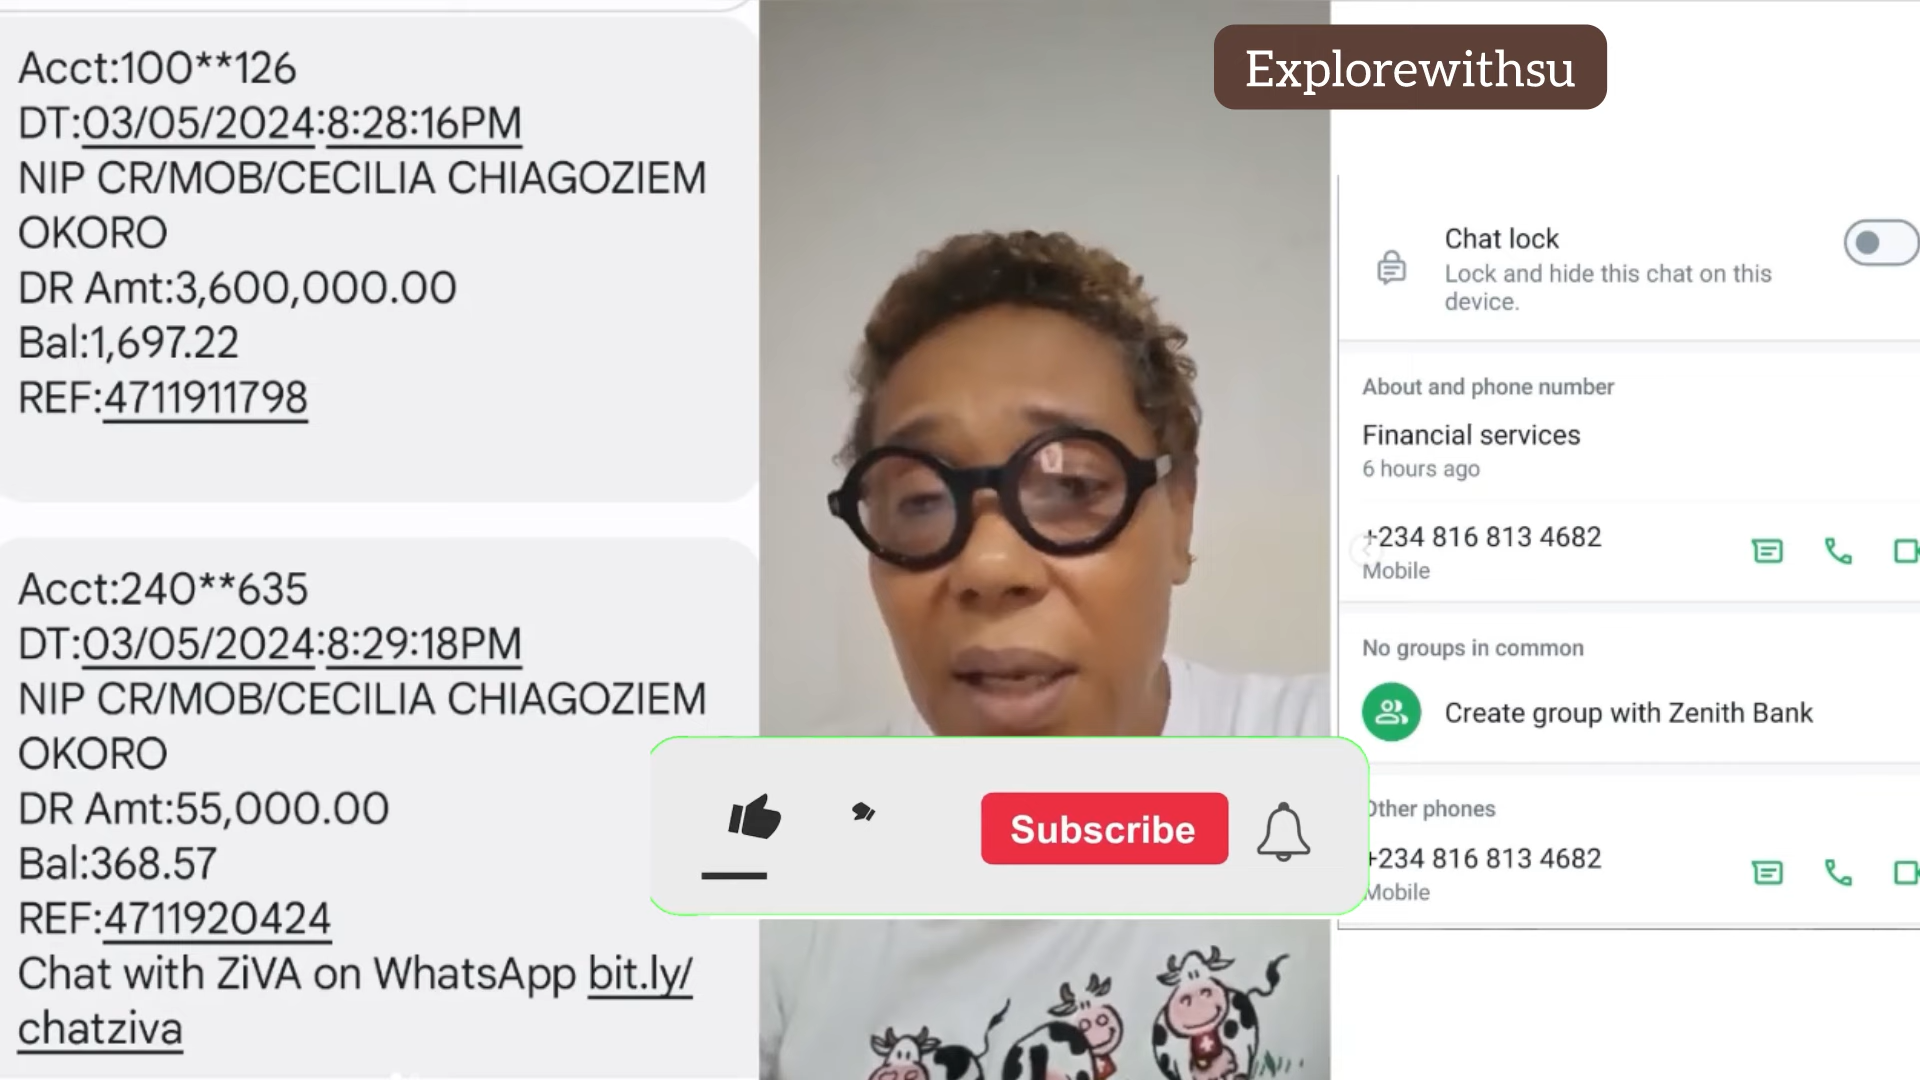 Acct:100**126
DT:03/05/2024:8:28:16PM
NIP CR/MOB/CECILIA CHIAGOZIEM
OKORO
DR Amt:3,600,000.00
Bal:1,697.22
REF:4711911798
Acct:240**635
DT:03/05/2024:8:29:18PM
NIP CR/MOB/CECILIA CHIAGOZIEM
OKORO
DR Amt:55,000.00
Bal:368.57
REF:4711920424
Chat with ZiVA on WhatsApp bit.ly/
chatziva
Subscribe
Explorewithsu
Chat lock
Lock and hide this chat on this
device.
About and phone number
Financial services
6 hours ago
+234 816 813 4682
Mobile
No groups in common
Create group with Zenith Bank
Other phones
+234 816 813 4682
Mobile